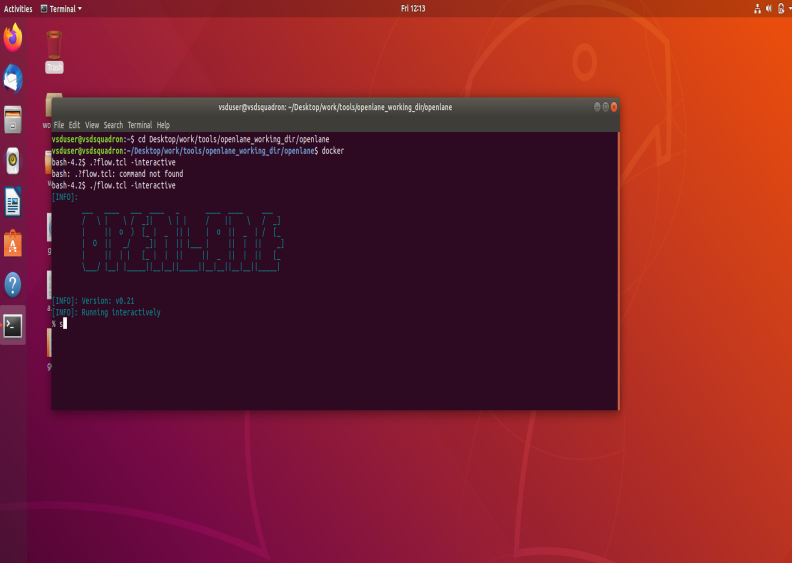 Activities Terminal Fri 12:13
Trash
vsduser@vsdsquadron: ~/Desktop/work/tools/openlane_working_dir/openlane
File Edit View Search Terminal Help
vsduser@vsdsquadron:~$ cd Desktop/work/tools/openlane_working_dir/openlane
vsduser@vsdsquadron:~/Desktop/work/tools/openlane_working_dir/openlane$ docker
bash-4.2$ .?flow.tcl -interactive
bash: .?flow.tcl: command not found
bash-4.2$ ./flow.tcl -interactive
[INFO]:
[INFO]: Version: v0.21
[INFO]: Running interactively
% s